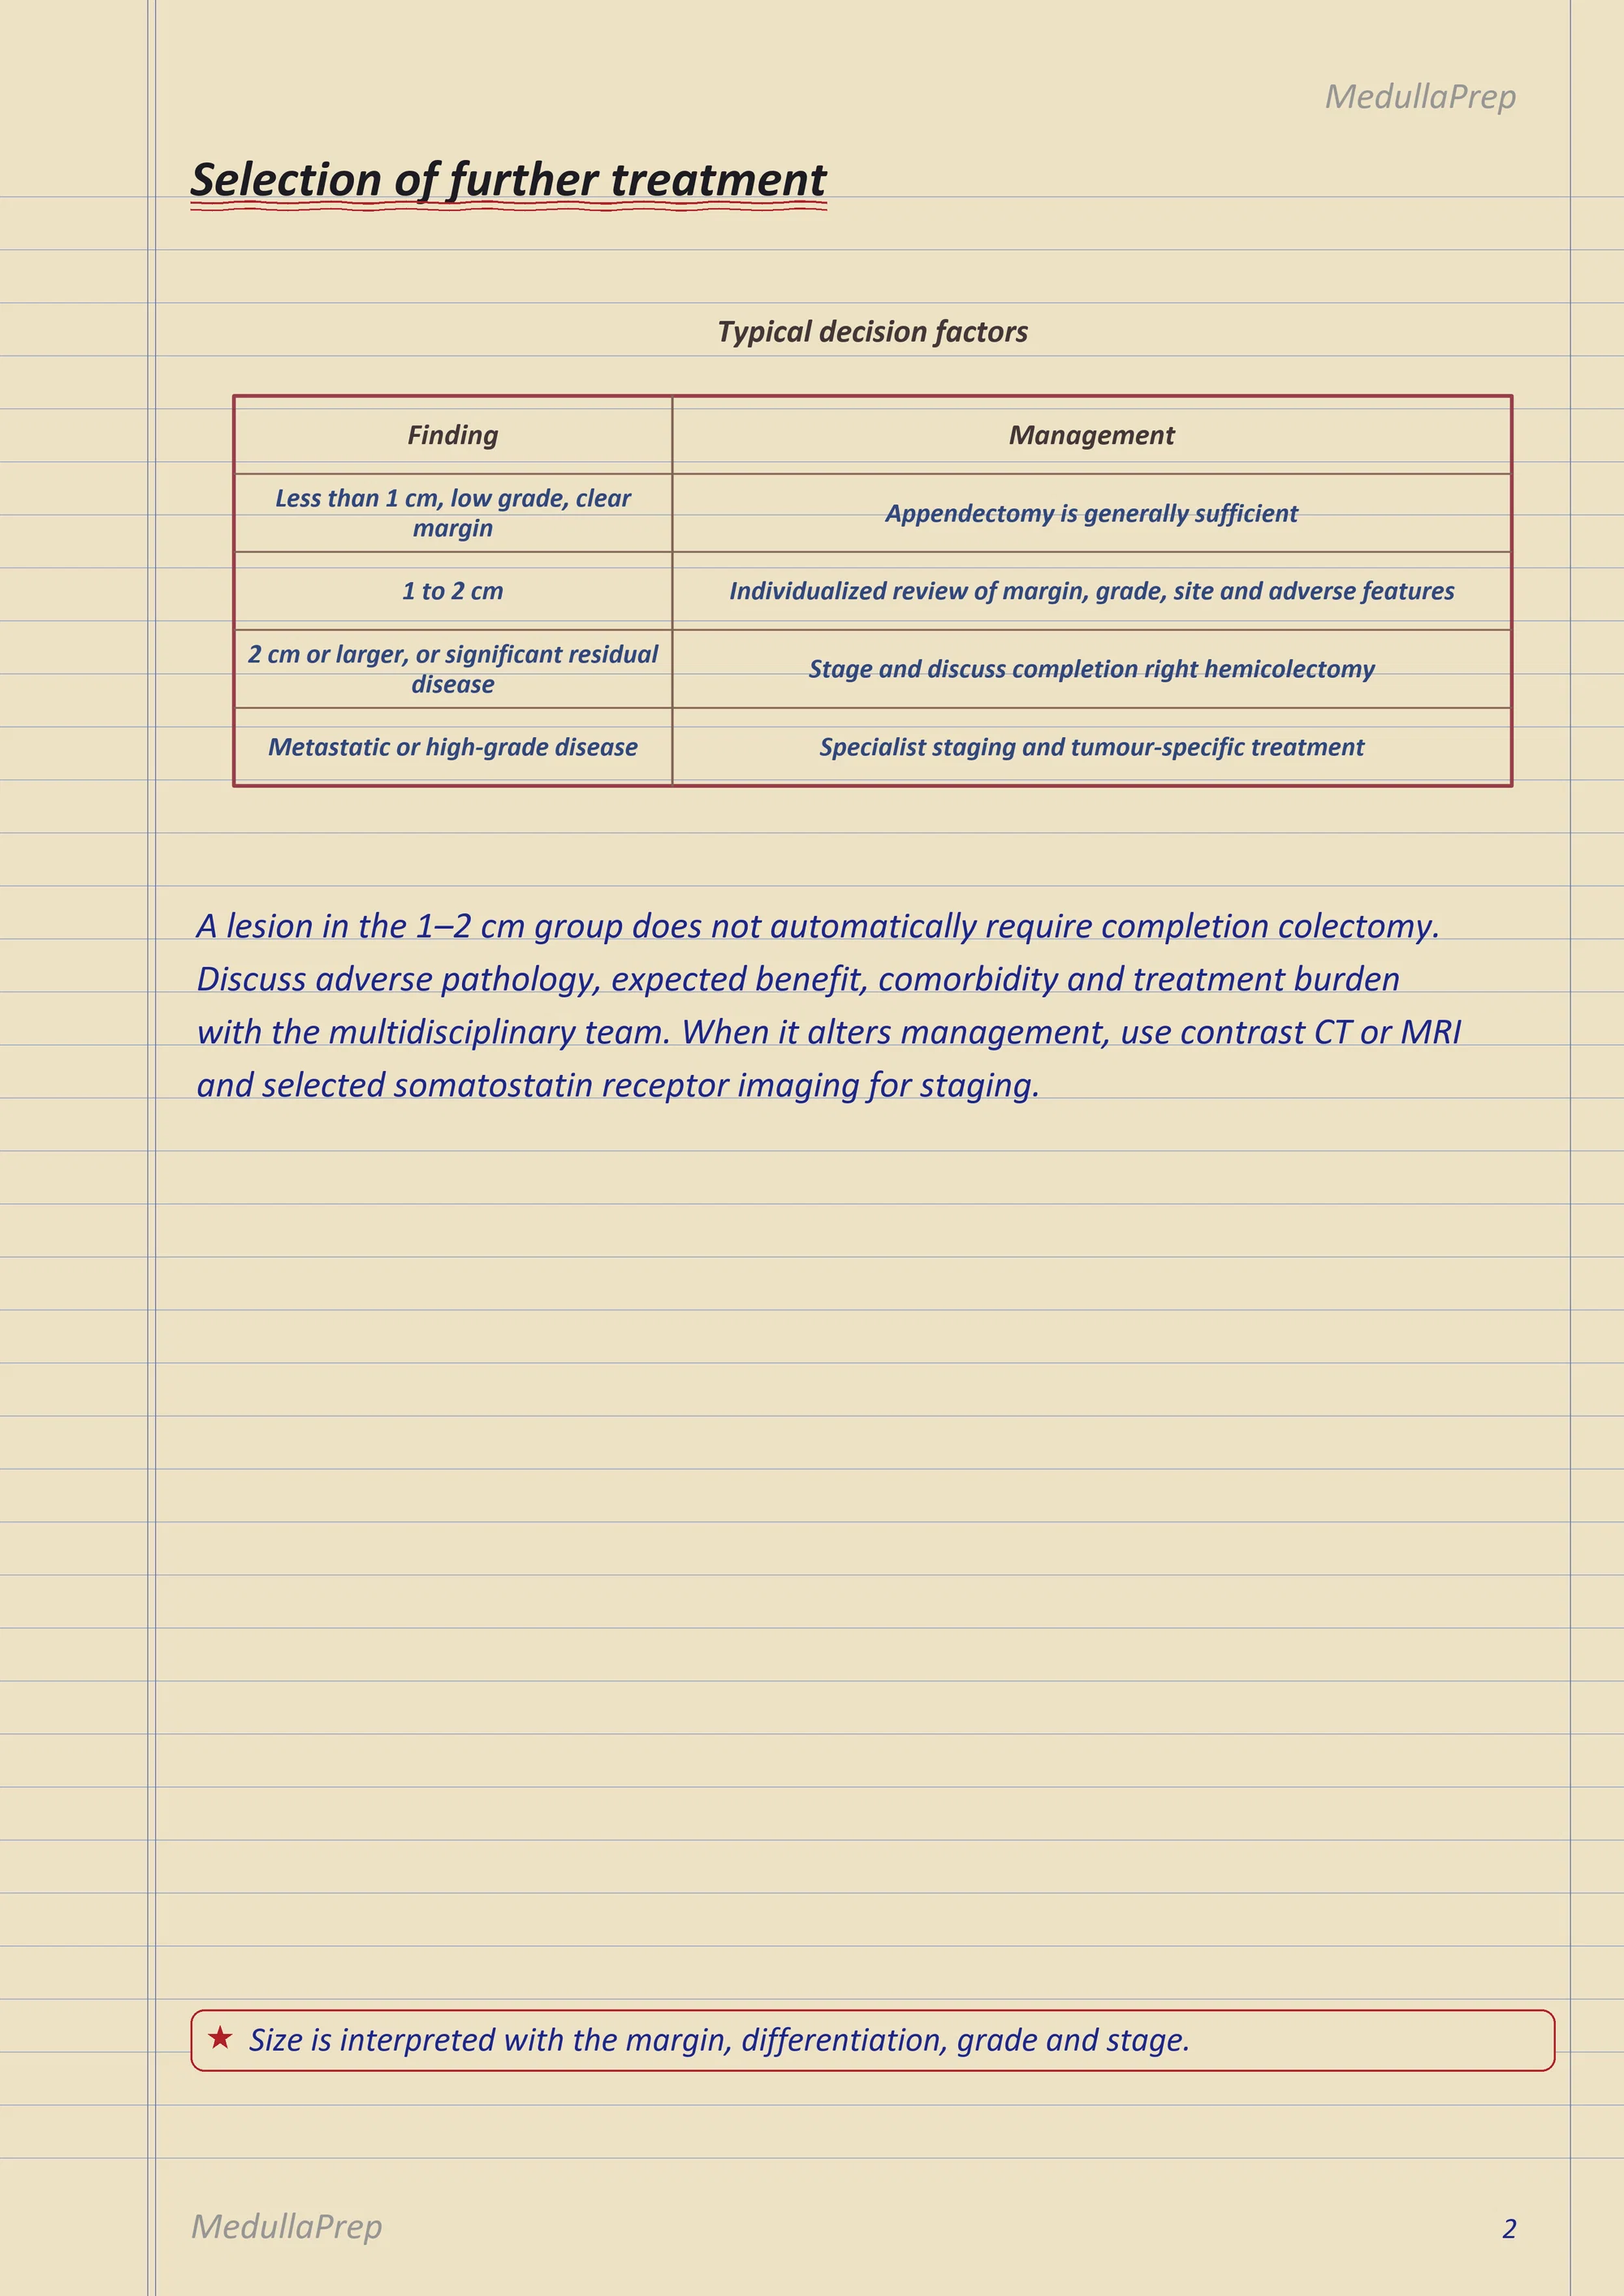 MedullaPrep
Selection of further treatment
Typical decision factors
Finding
Management
Less than 1 cm, low grade, clear
margin
Appendectomy is generally sufficient
1 to 2 cm
Individualized review of margin, grade, site and adverse features
2 cm or larger, or significant residual
disease
Stage and discuss completion right hemicolectomy
Metastatic or high-grade disease
Specialist staging and tumour-specific treatment
A lesion in the 1–2 cm group does not automatically require completion colectomy.
Discuss adverse pathology, expected benefit, comorbidity and treatment burden
with the multidisciplinary team. When it alters management, use contrast CT or MRI
and selected somatostatin receptor imaging for staging.
★ Size is interpreted with the margin, differentiation, grade and stage.
MedullaPrep
2